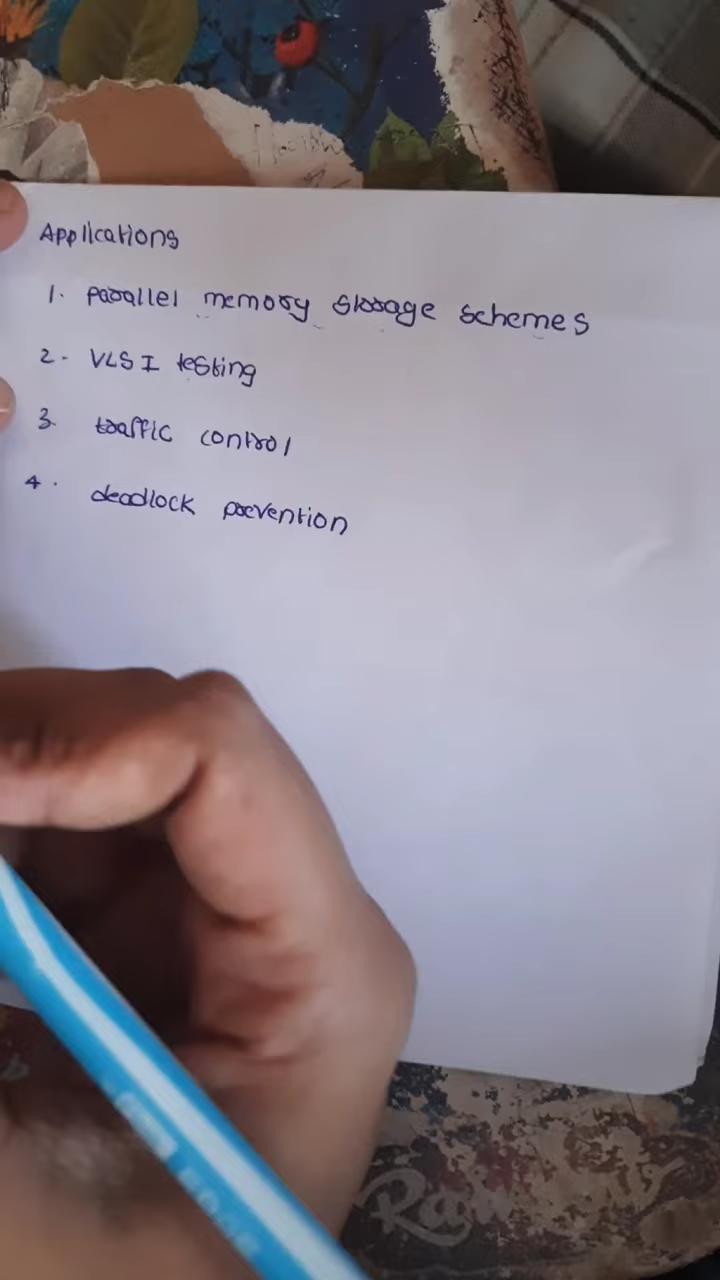 Applications
1. parallel memory storage schemes
2. VLSI testing
3. traffic control
4. deadlock prevention